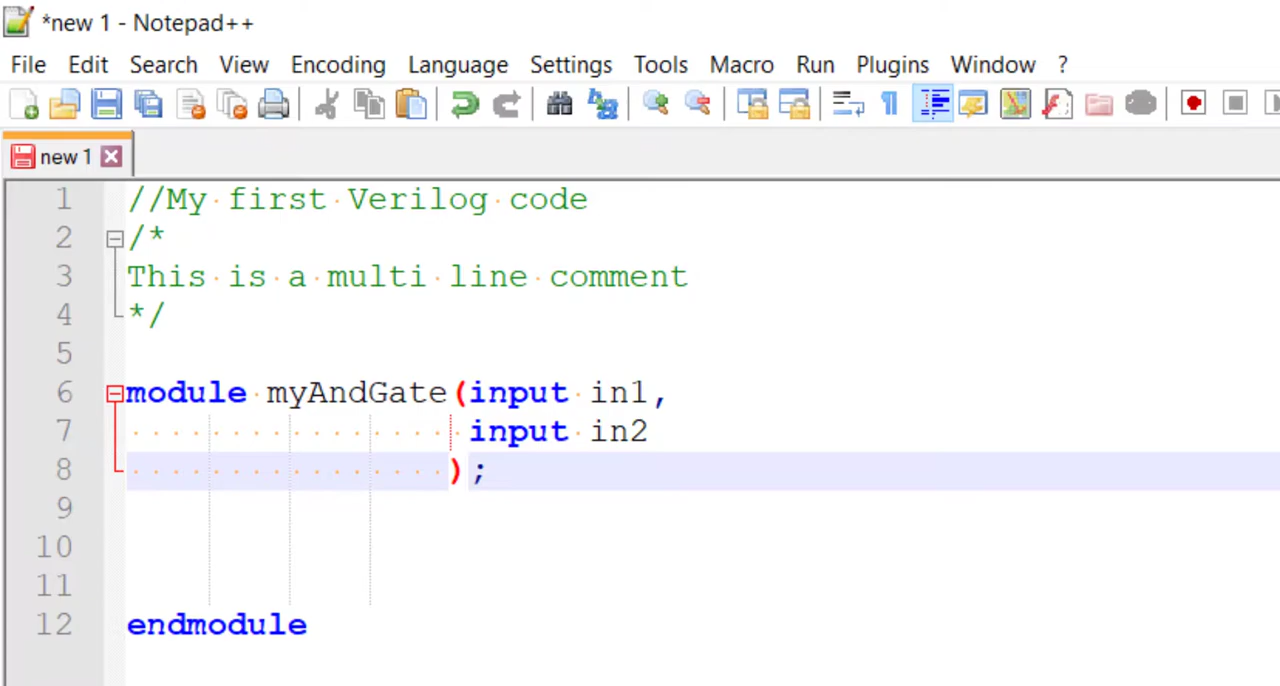 *new 1 - Notepad++
File Edit Search View Encoding Language Settings Tools Macro Run Plugins Window ?
new 1
1 //My first Verilog code
2 /*
3 This is a multi line comment
4 */
5
6 module myAndGate(input in1,
7 input in2
8 );
9
10
11
12 endmodule